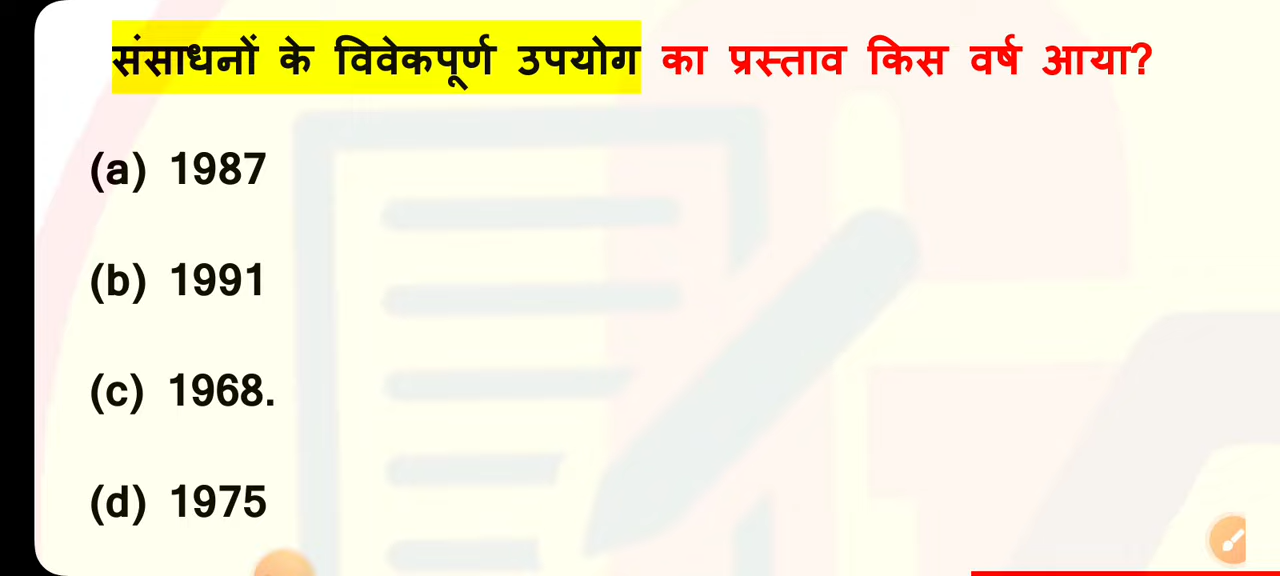 संसाधनों के विवेकपूर्ण उपयोग का प्रस्ताव किस वर्ष आया?
(a) 1987
(b) 1991
(c) 1968.
(d) 1975